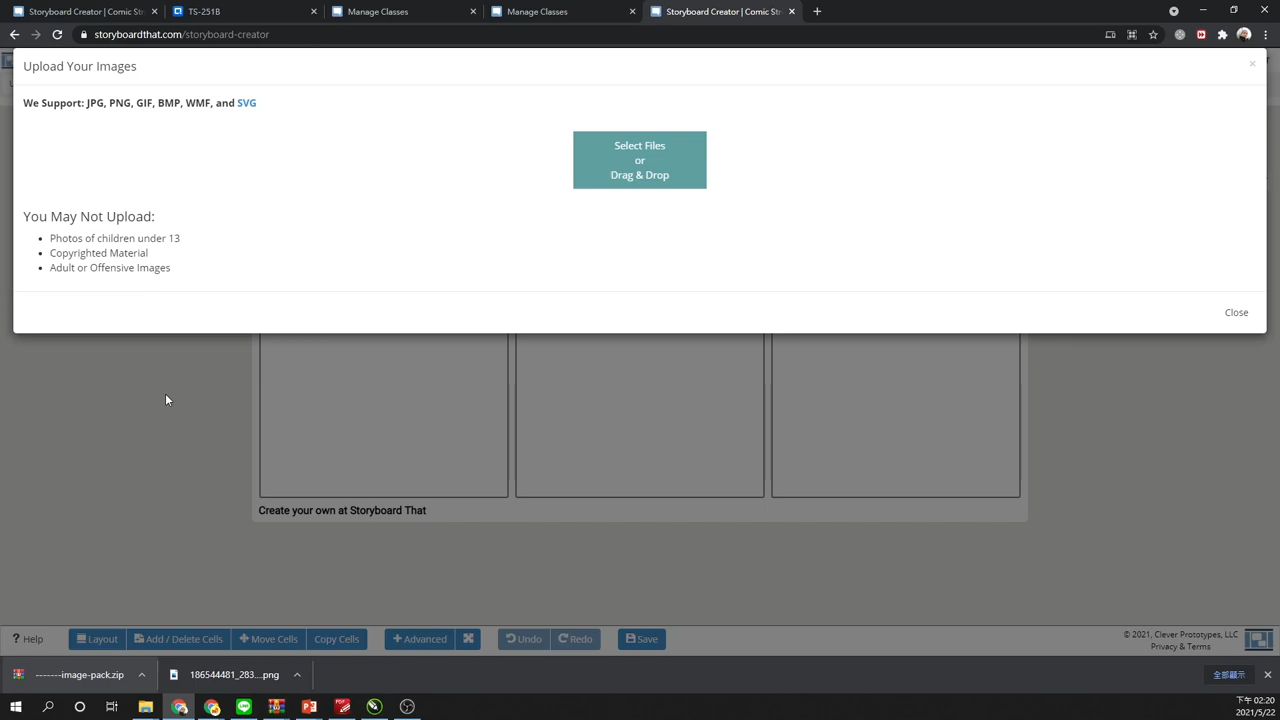 Storyboard Creator | Comic St
TS-251B
Manage Classes
Manage Classes
Storyboard Creator | Comic St
storyboardthat.com/storyboard-creator
Upload Your Images
We Support: JPG, PNG, GIF, BMP, WMF, and SVG
Select Files
or
Drag & Drop
You May Not Upload:
Photos of children under 13
Copyrighted Material
Adult or Offensive Images
Close
Create your own at Storyboard That
? Help
Layout
Add / Delete Cells
Move Cells
Copy Cells
Advanced
Undo
Redo
Save
© 2021, Clever Prototypes, LLC
Privacy & Terms
-------image-pack.zip
186544481_283....png
全部顯示
下午 02:20
2021/5/22